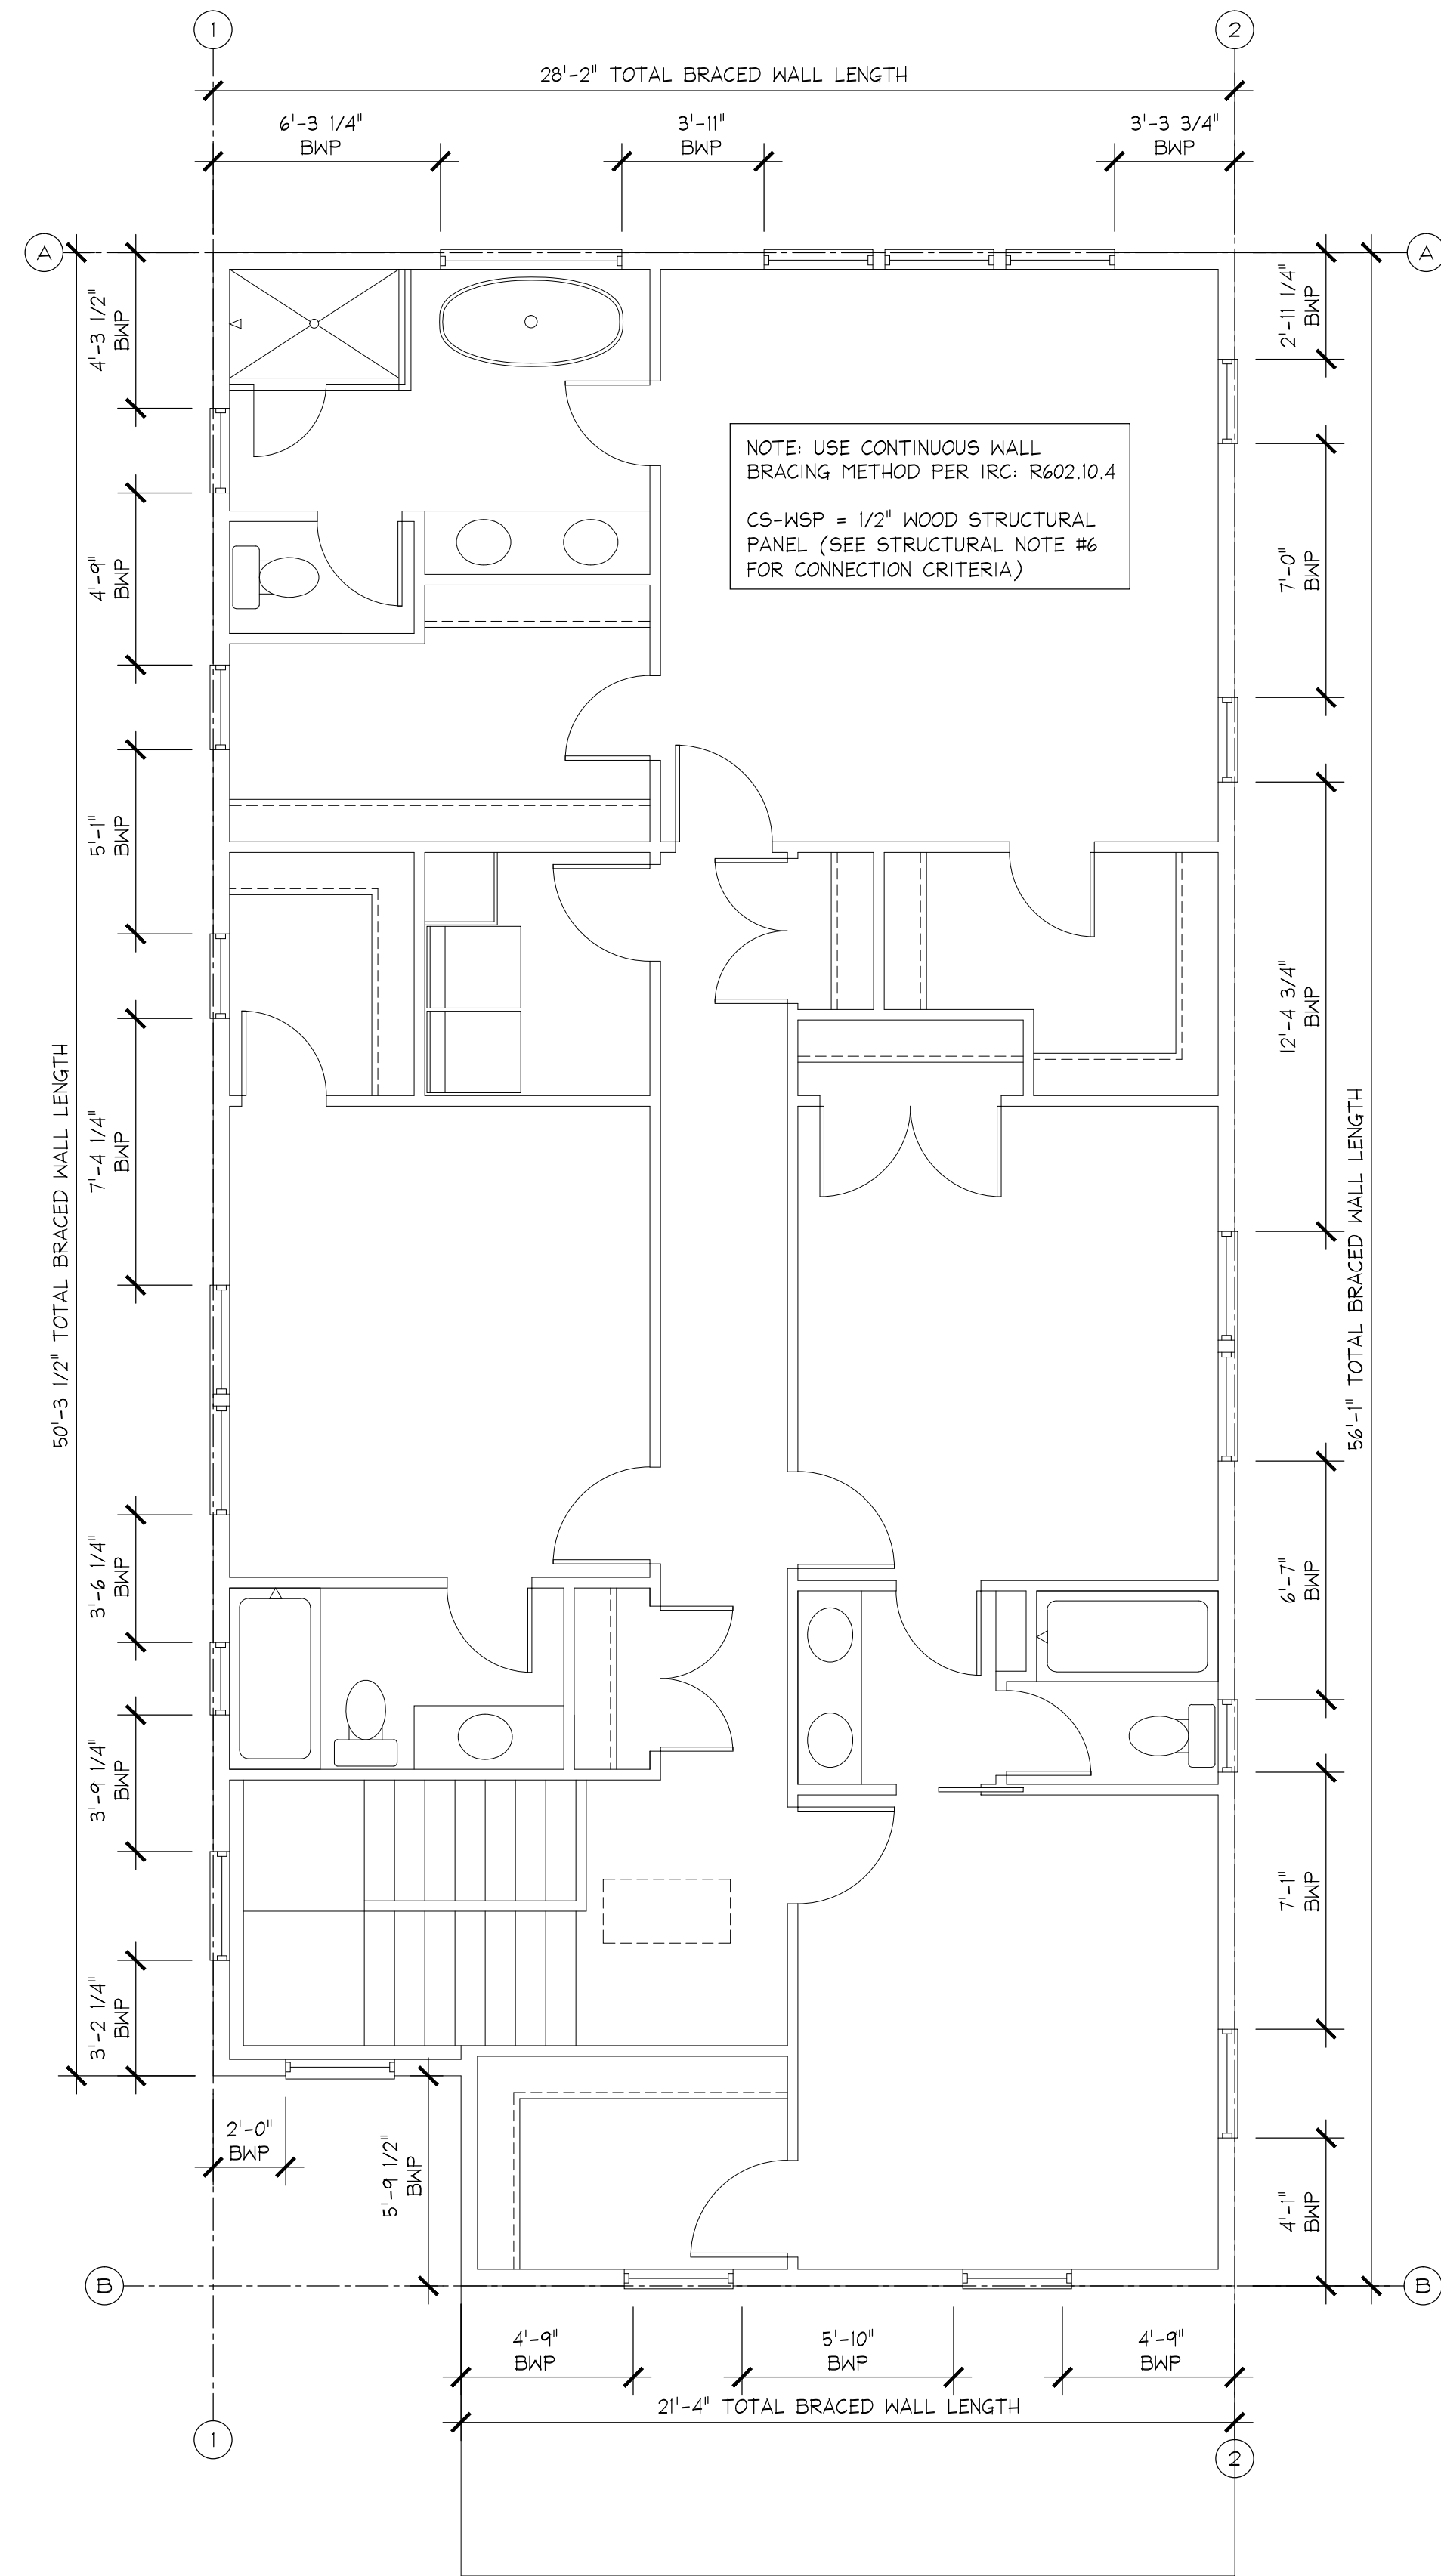 1
2
28'-2" TOTAL BRACED WALL LENGTH
6'-3 1/4"
BWP
3'-11"
BWP
3'-3 3/4"
BWP
A
A
4'-3 1/2"
BWP
2'-11 1/4"
BWP
NOTE: USE CONTINUOUS WALL
BRACING METHOD PER IRC: R602.10.4
CS-WSP = 1/2" WOOD STRUCTURAL
PANEL (SEE STRUCTURAL NOTE #6
FOR CONNECTION CRITERIA)
4'-9"
BWP
7'-0"
BWP
5'-1"
BWP
12'-4 3/4"
BWP
7'-4 1/4"
BWP
50'-3 1/2" TOTAL BRACED WALL LENGTH
56'-1" TOTAL BRACED WALL LENGTH
3'-6 1/4"
BWP
6'-7"
BWP
3'-9 1/4"
BWP
7'-1"
BWP
3'-2 1/4"
BWP
2'-0"
BWP
5'-9 1/2"
BWP
4'-1"
BWP
B
B
4'-9"
BWP
5'-10"
BWP
4'-9"
BWP
21'-4" TOTAL BRACED WALL LENGTH
1
2